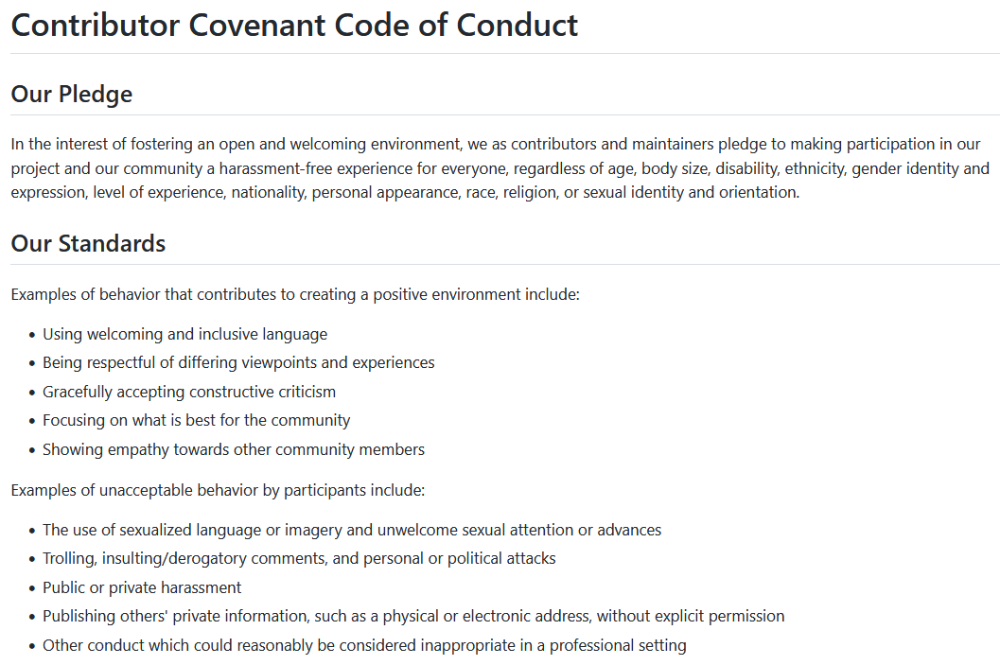 Contributor Covenant Code of Conduct
Our Pledge
In the interest of fostering an open and welcoming environment, we as contributors and maintainers pledge to making participation in our
project and our community a harassment-free experience for everyone, regardless of age, body size, disability, ethnicity, gender identity and
expression, level of experience, nationality, personal appearance, race, religion, or sexual identity and orientation.
Our Standards
Examples of behavior that contributes to creating a positive environment include:
• Using welcoming and inclusive language
• Being respectful of differing viewpoints and experiences
• Gracefully accepting constructive criticism
• Focusing on what is best for the community
• Showing empathy towards other community members
Examples of unacceptable behavior by participants include:
• The use of sexualized language or imagery and unwelcome sexual attention or advances
• Trolling, insulting/derogatory comments, and personal or political attacks
• Public or private harassment
• Publishing others' private information, such as a physical or electronic address, without explicit permission
• Other conduct which could reasonably be considered inappropriate in a professional setting